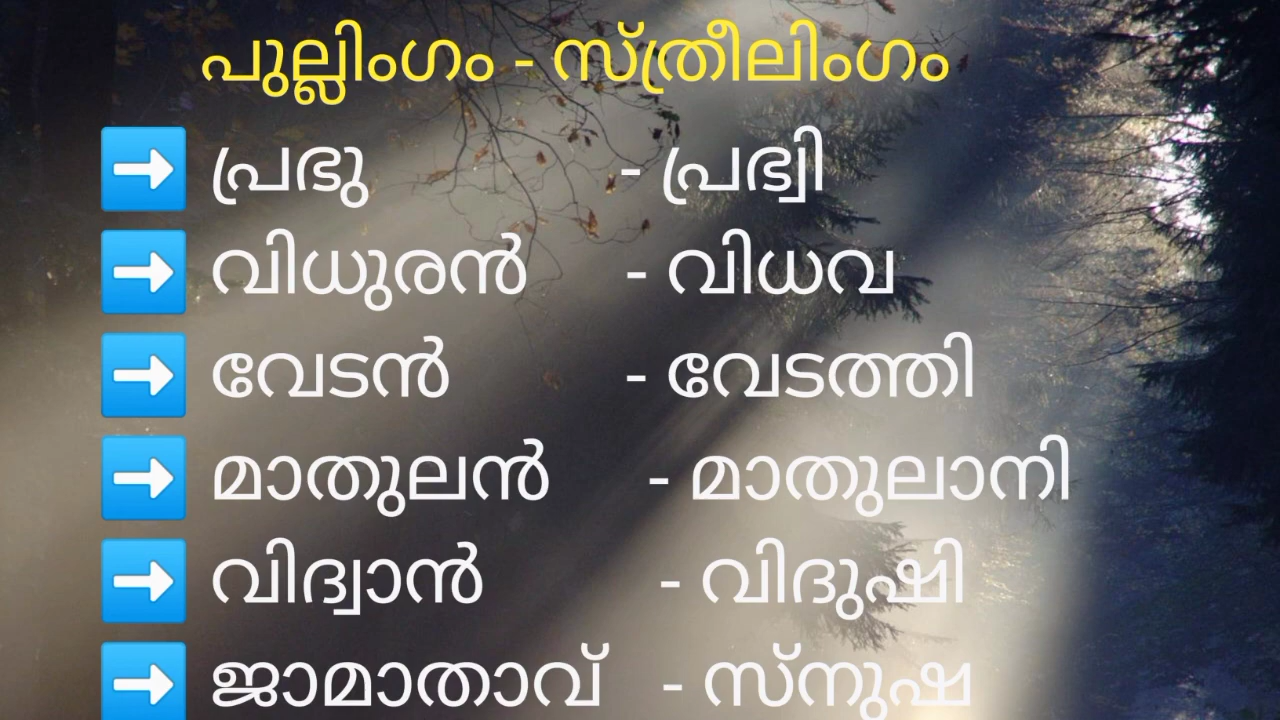 പുല്ലിംഗം - സ്ത്രീലിംഗം
➡️ പ്രഭു - പ്രഭ്വി
➡️ വിധുരൻ - വിധവ
➡️ വേടൻ - വേടത്തി
➡️ മാതുലൻ - മാതുലാനി
➡️ വിദ്വാൻ - വിദുഷി
➡️ ജാമാതാവ് - സ്നുഷ